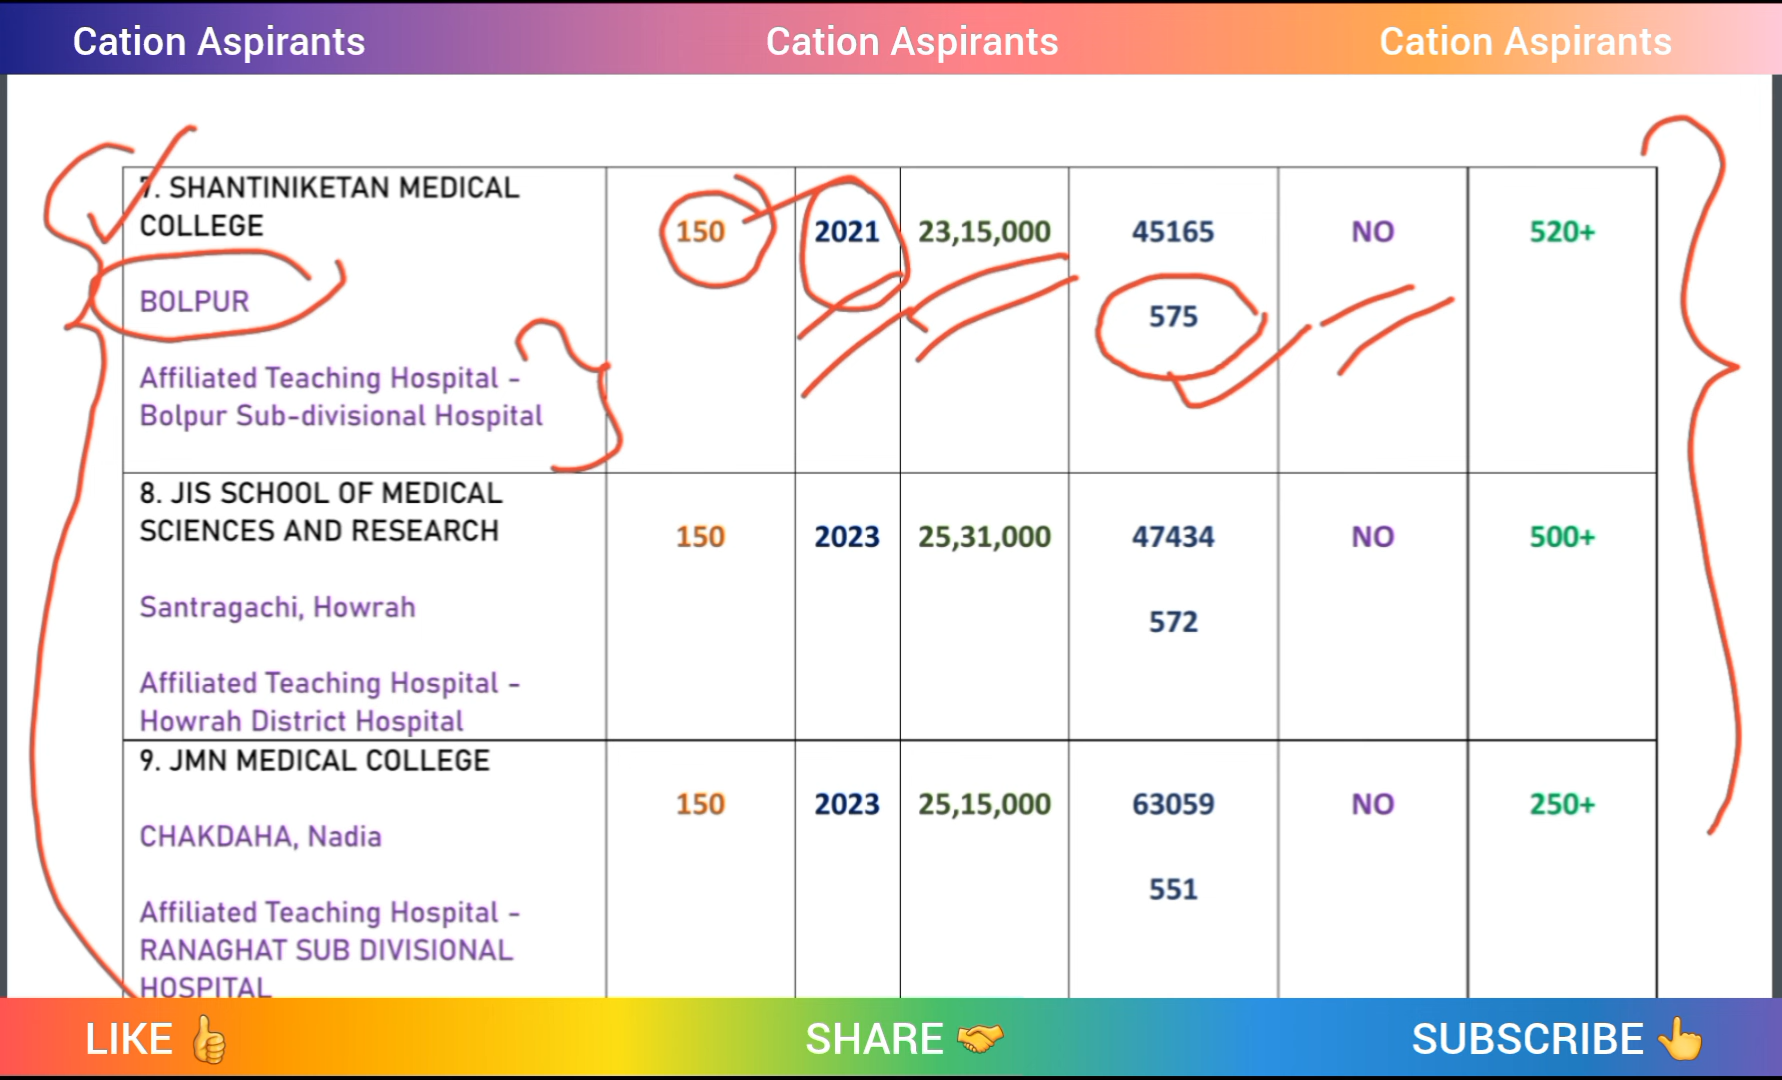 Cation Aspirants Cation Aspirants Cation Aspirants
7. SHANTINIKETAN MEDICAL
COLLEGE
BOLPUR
Affiliated Teaching Hospital -
Bolpur Sub-divisional Hospital
150
2021
23,15,000
45165
575
NO
520+
8. JIS SCHOOL OF MEDICAL
SCIENCES AND RESEARCH
Santragachi, Howrah
Affiliated Teaching Hospital -
Howrah District Hospital
150
2023
25,31,000
47434
572
NO
500+
9. JMN MEDICAL COLLEGE
CHAKDAHA, Nadia
Affiliated Teaching Hospital -
RANAGHAT SUB DIVISIONAL
HOSPITAL
150
2023
25,15,000
63059
551
NO
250+
LIKE 👍 SHARE 🤝 SUBSCRIBE 👆